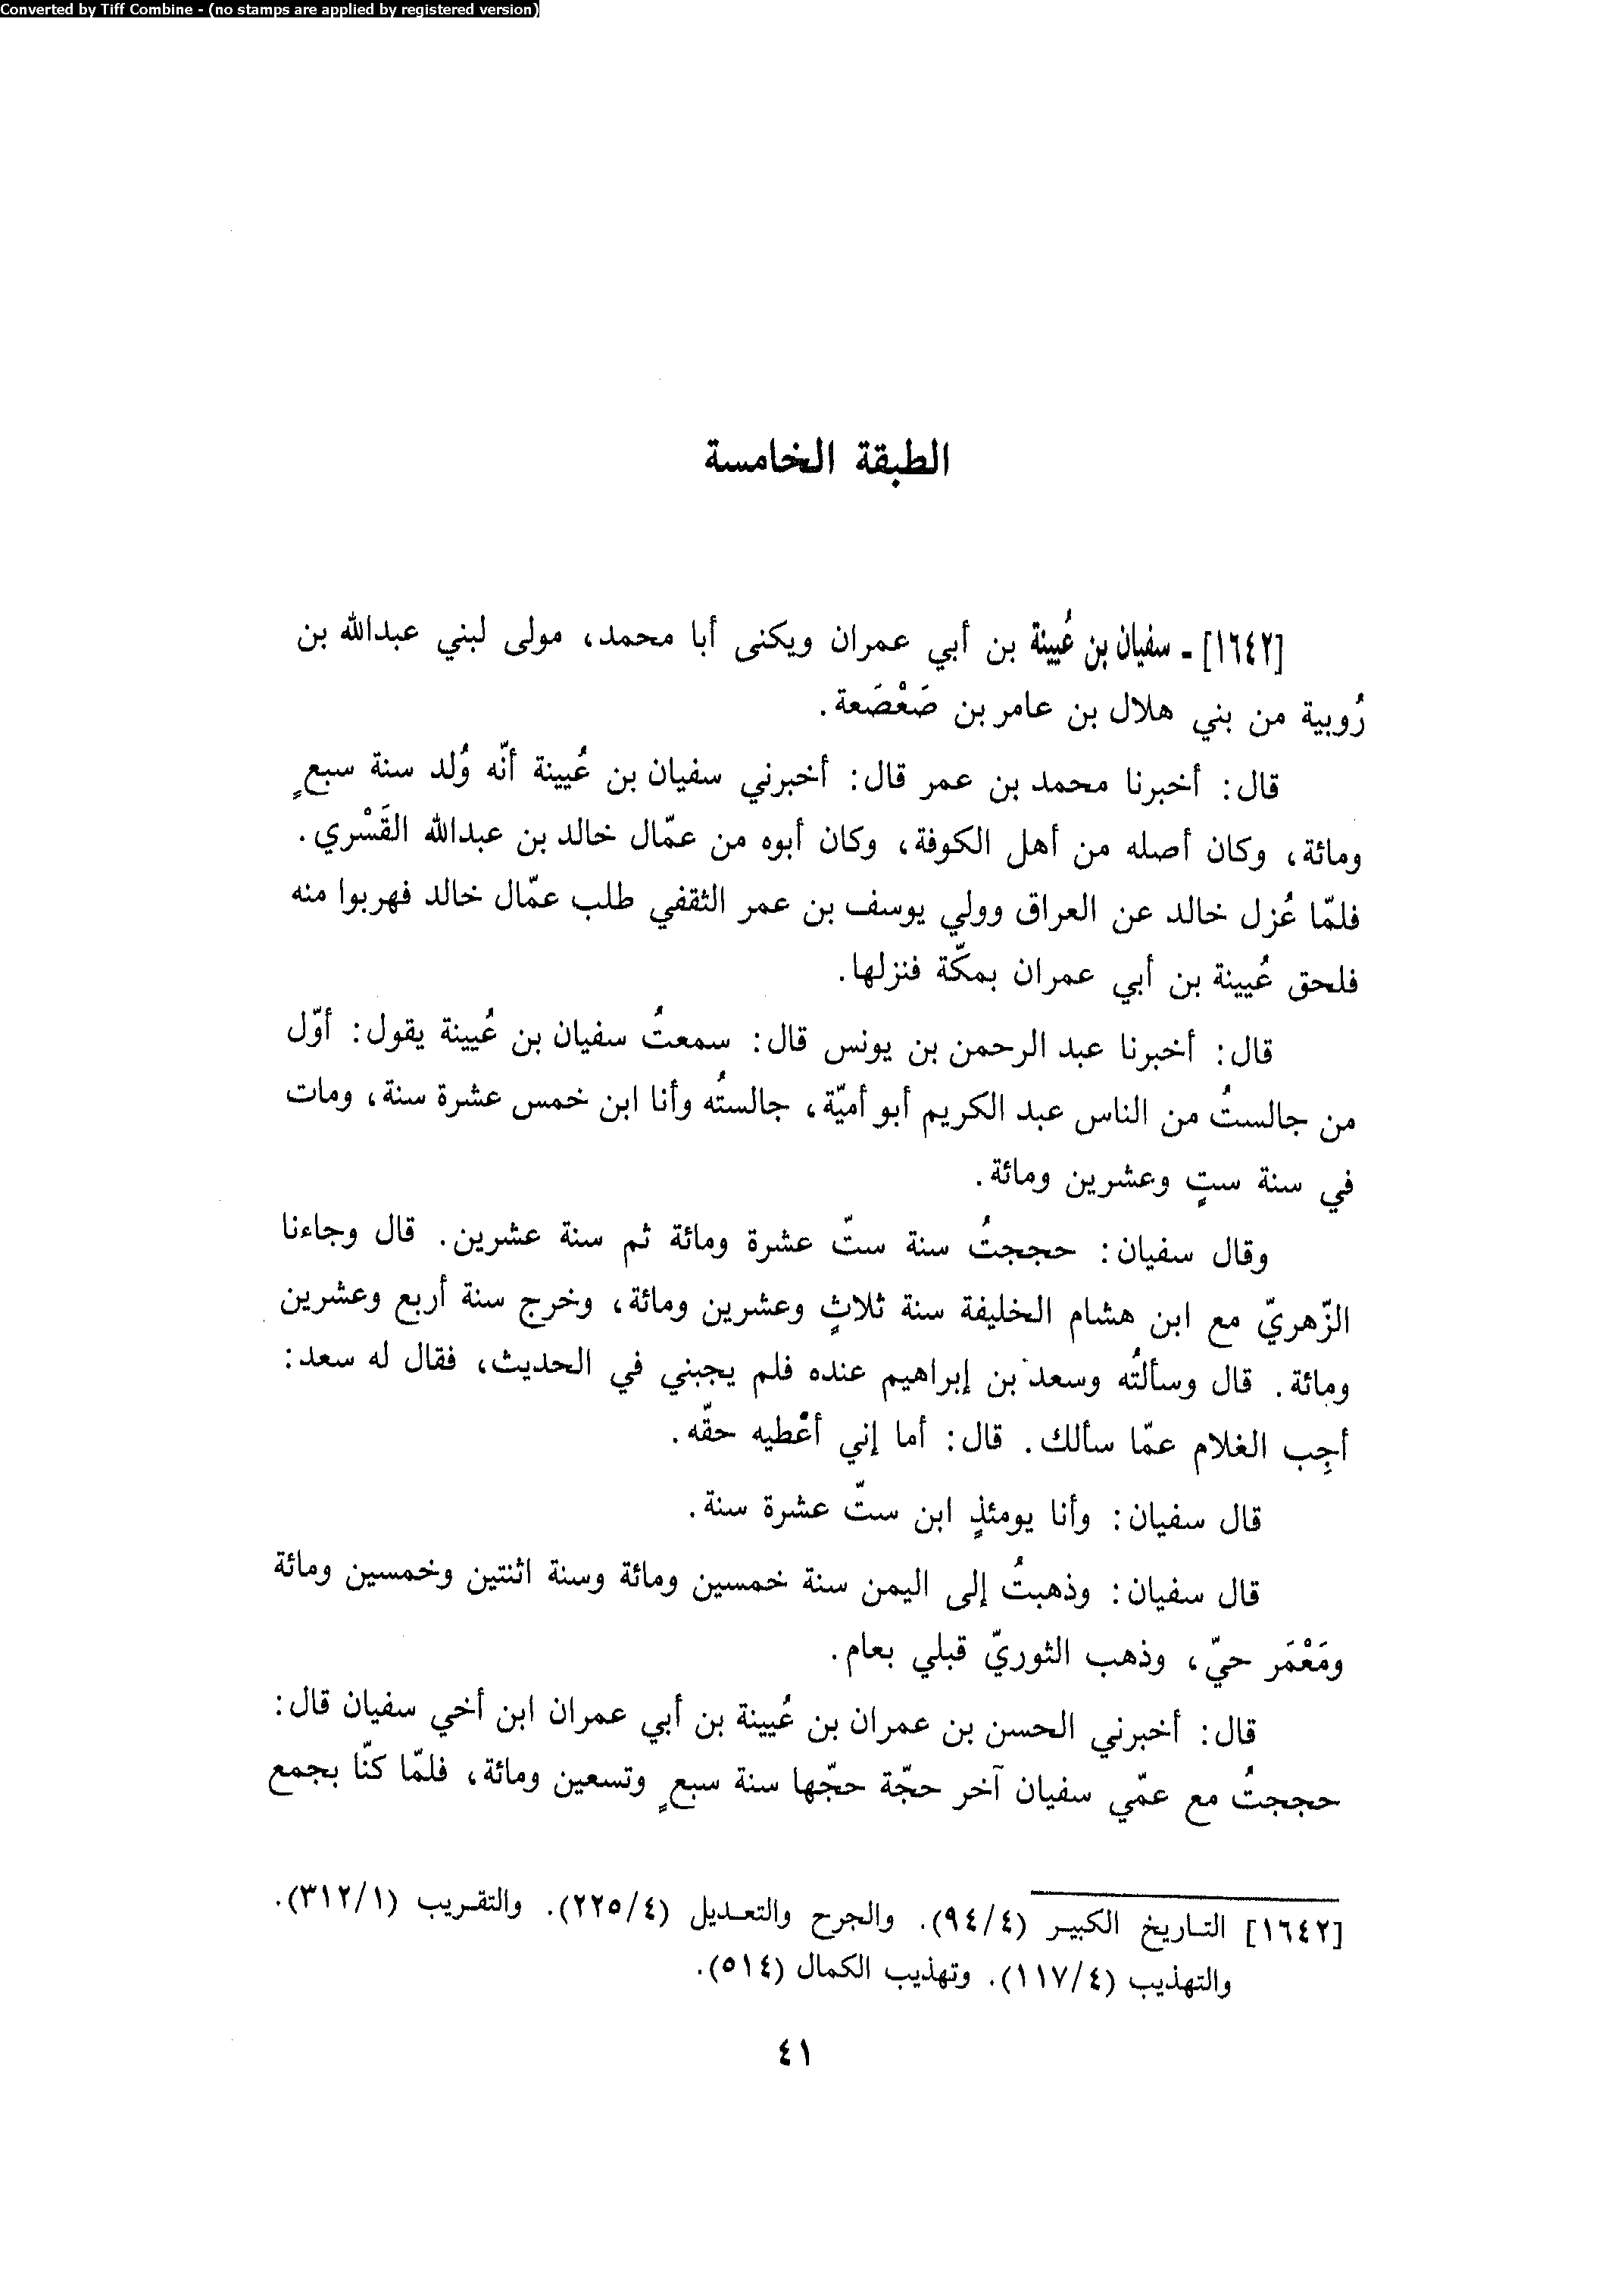 Converted by Tiff Combine - (no stamps are applied by registered version)
الطبقة الخامسة
[١٦٤٢] - سفيان بن عُيينة بن أبي عمران ويكنى أبا محمد، مولى لبني عبدالله بن
رُوبية من بني هلال بن عامر بن صَعْصَعة.
قال: أخبرنا محمد بن عمر قال: أخبرني سفيان بن عُيينة أنّه وُلد سنة سبعٍ
ومائة، وكان أصله من أهل الكوفة، وكان أبوه من عمّال خالد بن عبدالله القَسْري.
فلمّا عُزل خالد عن العراق وولي يوسف بن عمر الثقفي طلب عمّال خالد فهربوا منه
فلحق عُيينة بن أبي عمران بمكّة فنزلها.
قال: أخبرنا عبد الرحمن بن يونس قال: سمعتُ سفيان بن عُيينة يقول: أوّل
من جالستُ من الناس عبد الكريم أبو أميّة، جالستُه وأنا ابن خمس عشرة سنة، ومات
في سنة ستٍ وعشرين ومائة.
وقال سفيان: حججتُ سنة ستّ عشرة ومائة ثم سنة عشرين. قال وجاءنا
الزّهريّ مع ابن هشام الخليفة سنة ثلاثٍ وعشرين ومائة، وخرج سنة أربع وعشرين
ومائة. قال وسألتُه وسعد بن إبراهيم عنده فلم يجبني في الحديث، فقال له سعد:
أجِب الغلام عمّا سألك. قال: أما إني أعْطيه حقّه.
قال سفيان: وأنا يومئذٍ ابن ستّ عشرة سنة.
قال سفيان: وذهبتُ إلى اليمن سنة خمسين ومائة وسنة اثنتين وخمسين ومائة
ومَعْمَر حيّ، وذهب الثوريّ قبلي بعام.
قال: أخبرني الحسن بن عمران بن عُيينة بن أبي عمران ابن أخي سفيان قال:
حججتُ مع عمّي سفيان آخر حجّة حجّها سنة سبعٍ وتسعين ومائة، فلمّا كنّا بجمع
[١٦٤٢] التاريخ الكبير (٩٤/٤). والجرح والتعديل (٢٢٥/٤). والتقريب (٣١٢/١).
والتهذيب (١١٧/٤). وتهذيب الكمال (٥١٤).
٤١